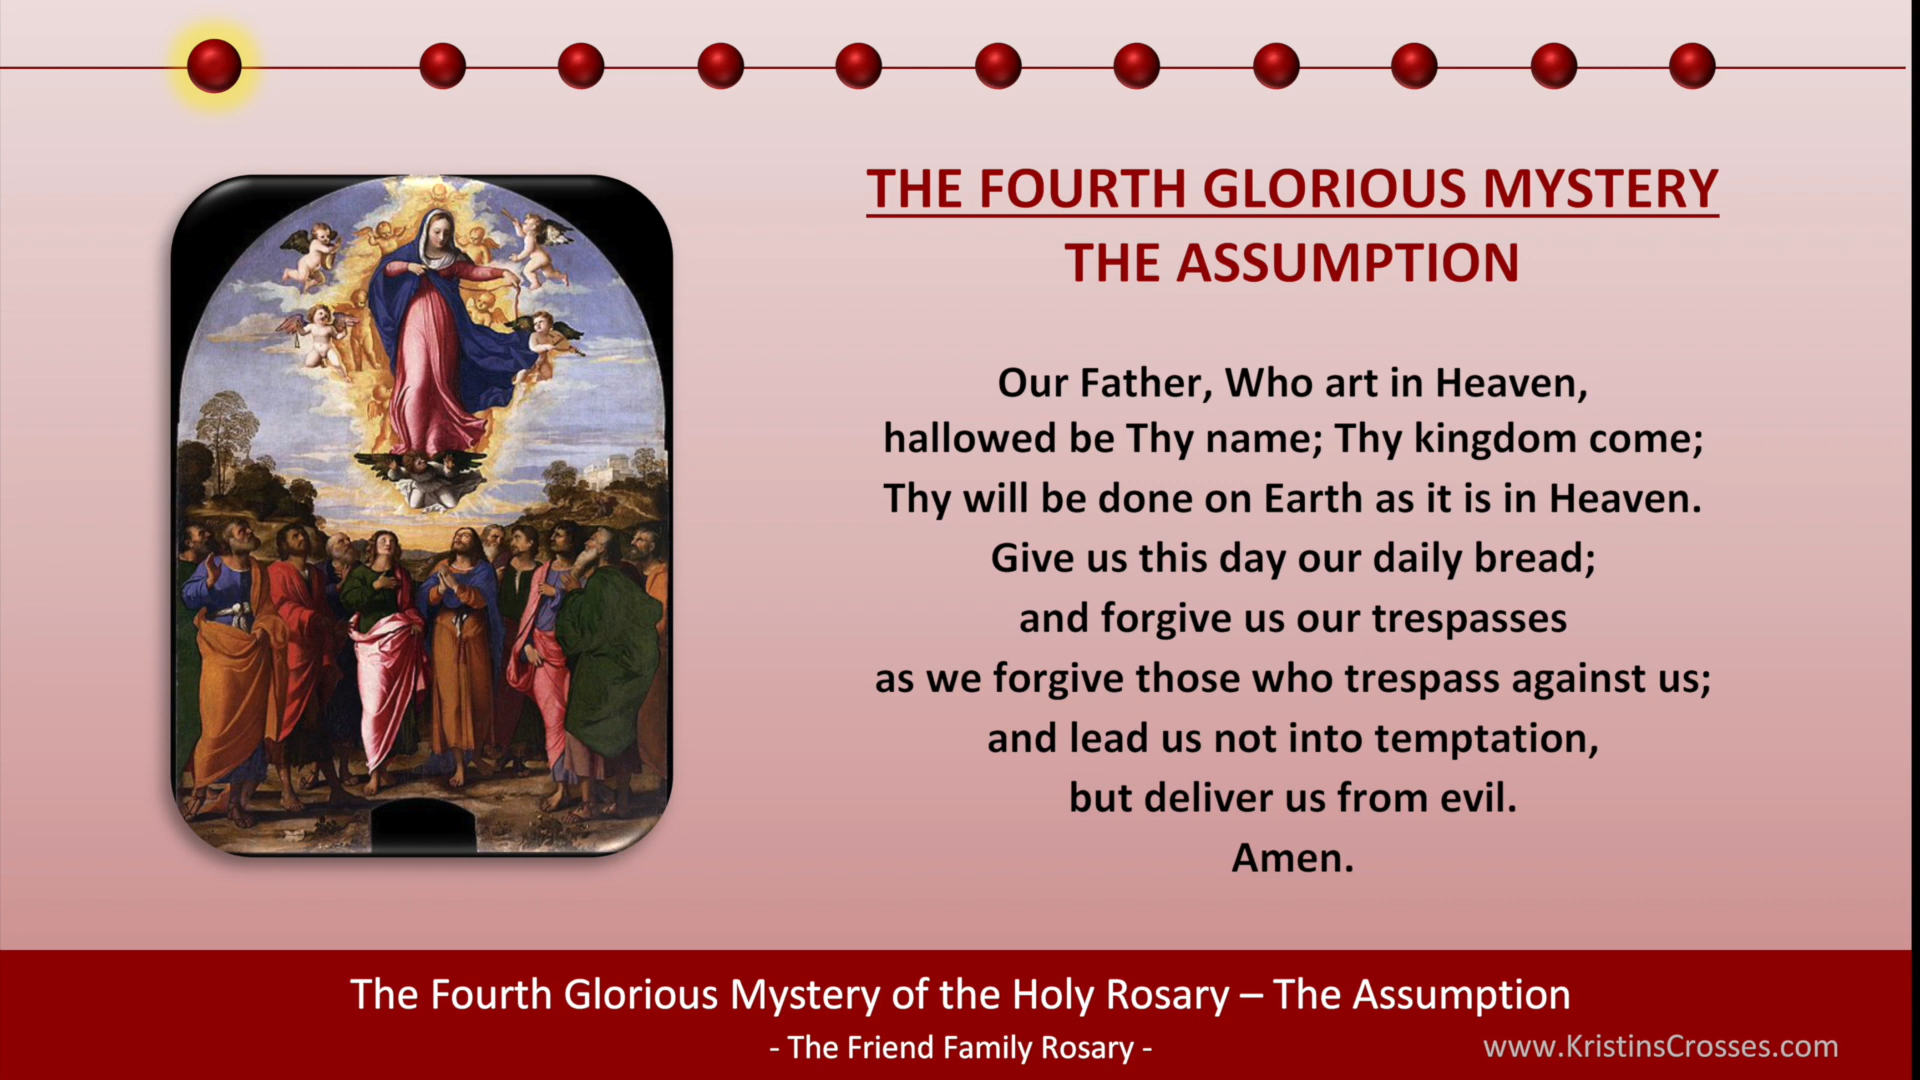 THE FOURTH GLORIOUS MYSTERY
THE ASSUMPTION
Our Father, Who art in Heaven,
hallowed be Thy name; Thy kingdom come;
Thy will be done on Earth as it is in Heaven.
Give us this day our daily bread;
and forgive us our trespasses
as we forgive those who trespass against us;
and lead us not into temptation,
but deliver us from evil.
Amen.
The Fourth Glorious Mystery of the Holy Rosary – The Assumption
- The Friend Family Rosary -
www.KristinsCrosses.com